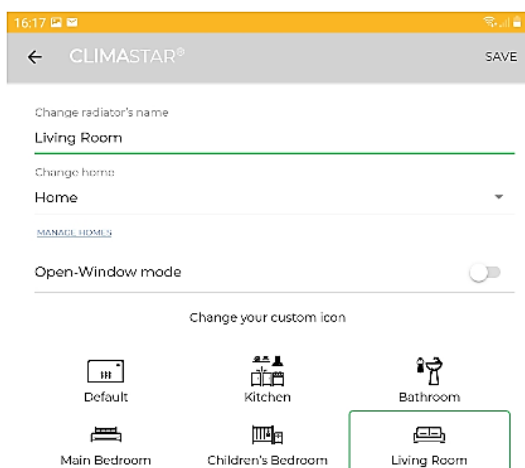 16:17
CLIMASTAR®
SAVE
Change radiator's name
Living Room
Change home
Home
MANAGE HOMES
Open-Window mode
Change your custom icon
Default Kitchen Bathroom
Main Bedroom Children's Bedroom Living Room